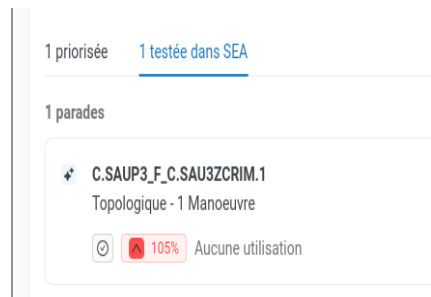 1 priorisée 1 testée dans SEA
1 parades
C.SAUP3_F_C.SAU3ZCRIM.1
Topologique - 1 Manoeuvre
105% Aucune utilisation